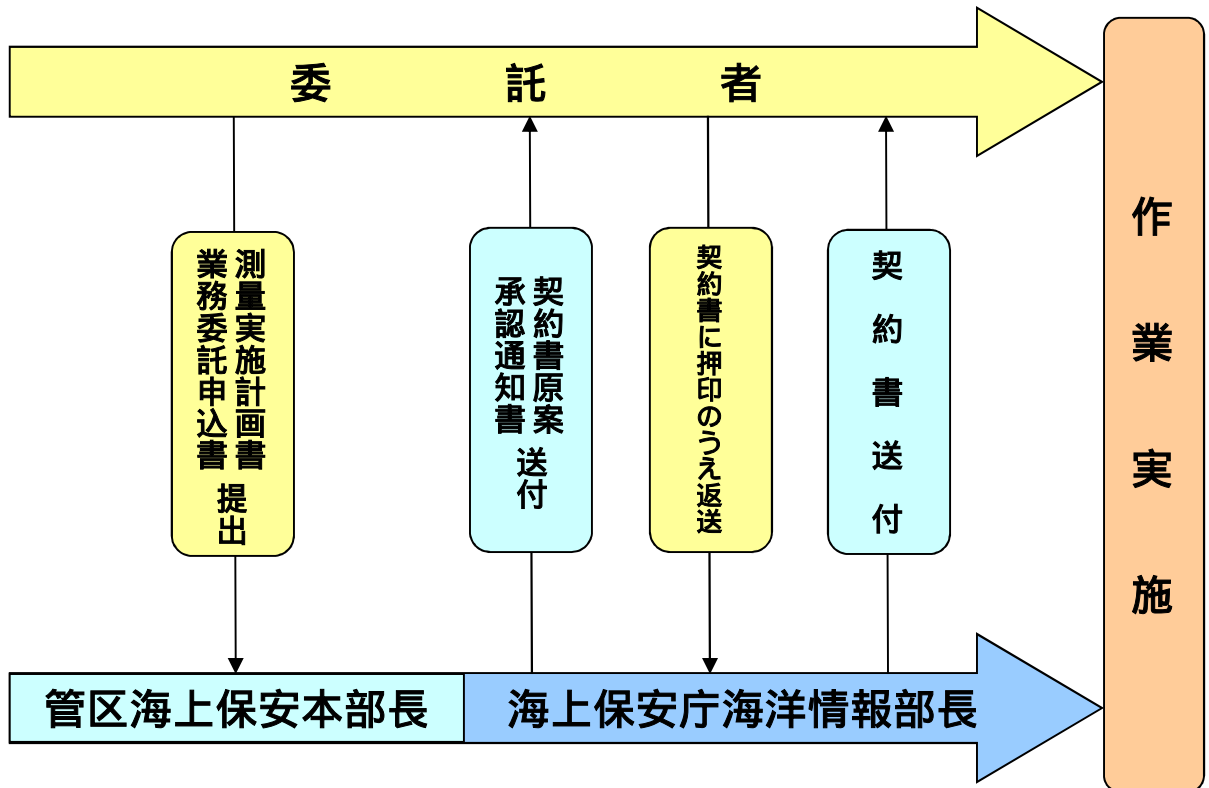 委託者
測量実施計画書
業務委託申込書
提出
契約書原案
承認通知書
送付
契約書に押印のうえ返送
契約書送付
管区海上保安本部長
海上保安庁海洋情報部長
作業実施